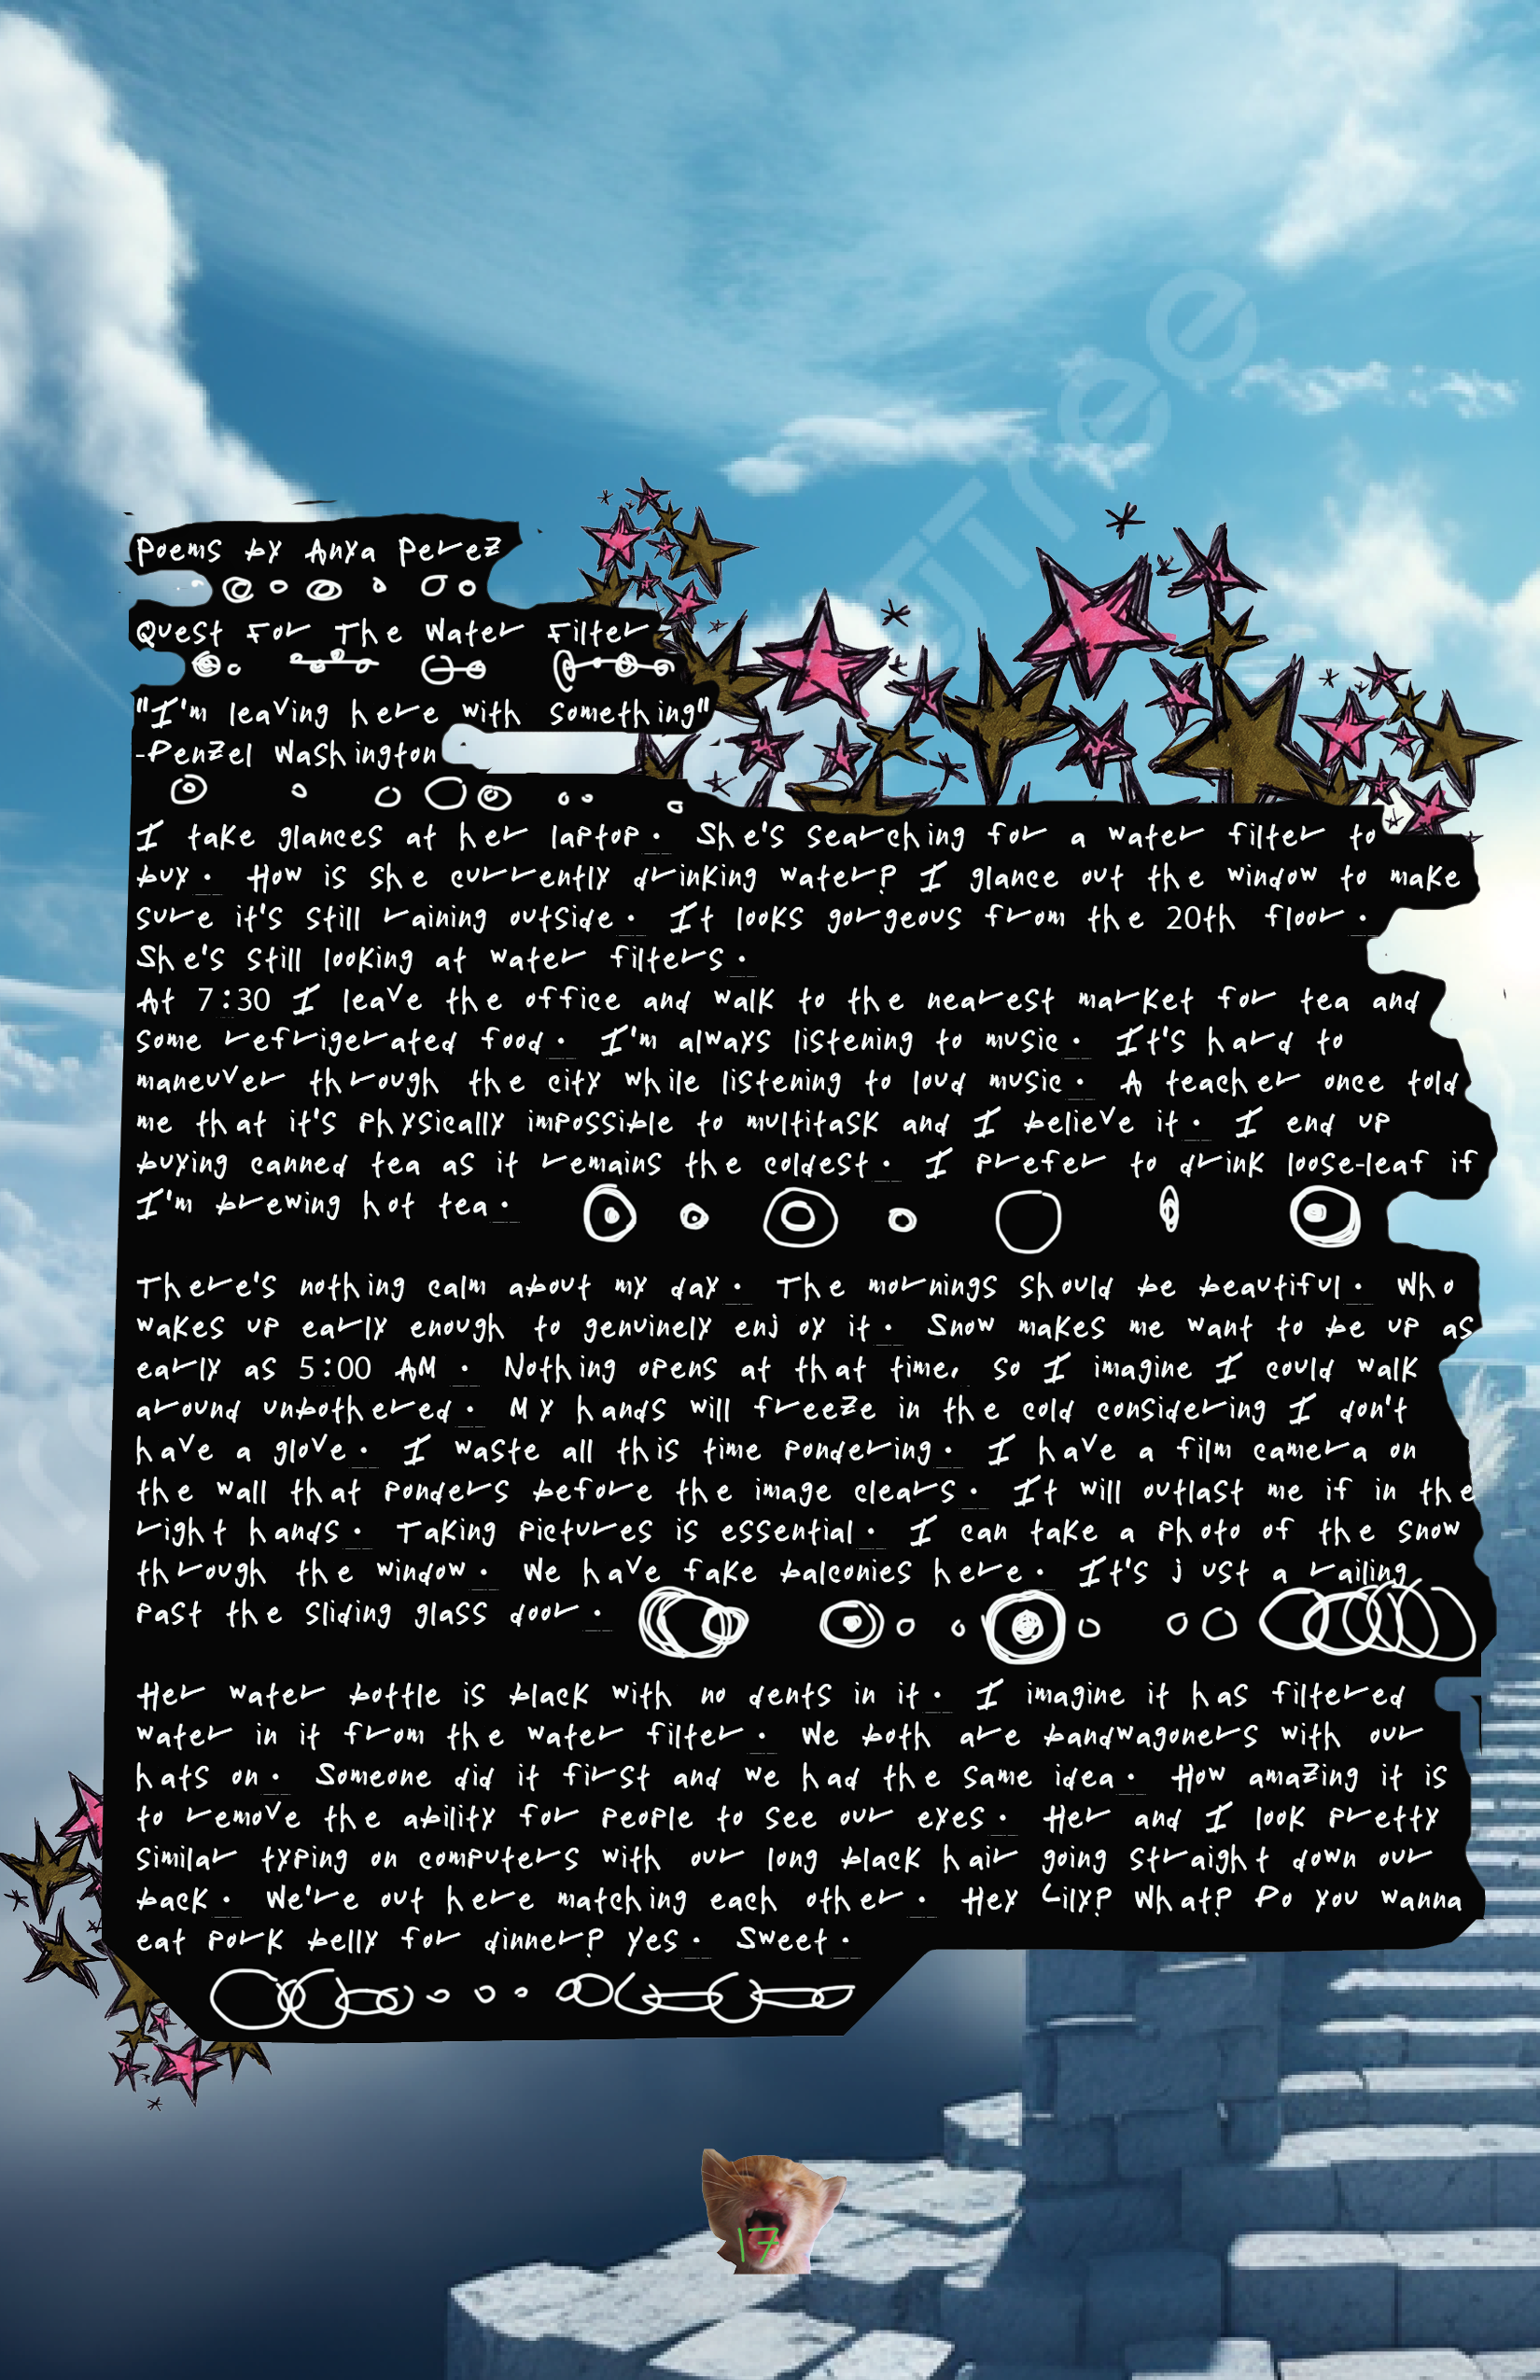 Poems by Anya Perez
Quest For The Water Filter
"I'm leaving here with something"
-Denzel Washington
I take glances at her laptop. She's searching for a water filter to
buy. How is she currently drinking water? I glance out the window to make
sure it's still raining outside. It looks gorgeous from the 20th floor.
She's still looking at water filters.
At 7:30 I leave the office and walk to the nearest market for tea and
some refrigerated food. I'm always listening to music. It's hard to
maneuver through the city while listening to loud music. A teacher once told
me that it's physically impossible to multitask and I believe it. I end up
buying canned tea as it remains the coldest. I prefer to drink loose-leaf if
I'm brewing hot tea.
There's nothing calm about my day. The mornings should be beautiful. Who
wakes up early enough to genuinely enjoy it. Snow makes me want to be up as
early as 5:00 AM. Nothing opens at that time, so I imagine I could walk
around unbothered. My hands will freeze in the cold considering I don't
have a glove. I waste all this time pondering. I have a film camera on
the wall that ponders before the image clears. It will outlast me if in the
right hands. Taking pictures is essential. I can take a photo of the snow
through the window. We have fake balconies here. It's just a railing
past the sliding glass door.
Her water bottle is black with no dents in it. I imagine it has filtered
water in it from the water filter. We both are bandwagoners with our
hats on. Someone did it first and we had the same idea. How amazing it is
to remove the ability for people to see our eyes. Her and I look pretty
similar typing on computers with our long black hair going straight down our
back. We're out here matching each other. Hey Lily? What? Do you wanna
eat pork belly for dinner? Yes. Sweet.
17